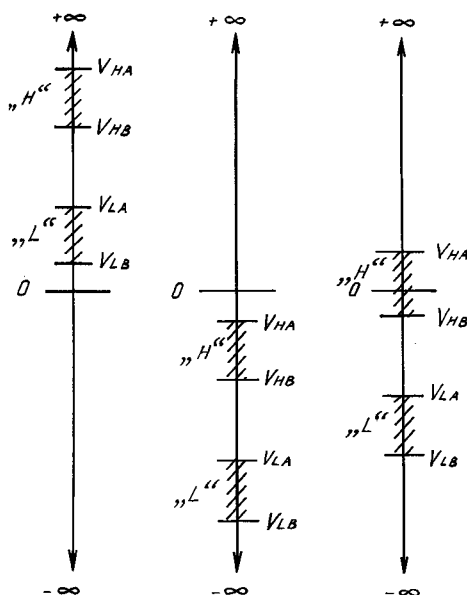 +∞
V_HA
„H“
V_HB
V_LA
„L“
V_LB
0
-∞
+∞
0
V_HA
„H“
V_HB
V_LA
„L“
V_LB
-∞
+∞
V_HA
„H“
0
V_HB
V_LA
„L“
V_LB
-∞